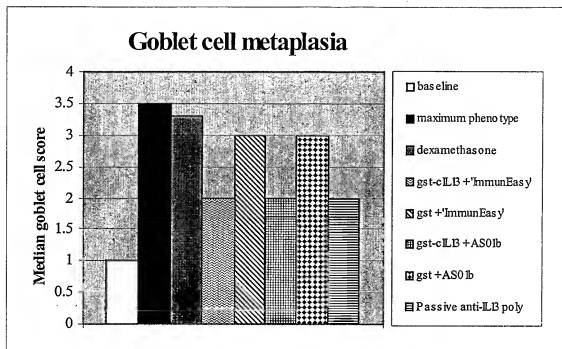 Goblet cell metaplasia
Median goblet cell score
4
3.5
3
2.5
2
1.5
1
0.5
0
baseline
maximum phenotype
dexamethasone
gst-cIL13 +'ImmunEasy'
gst +'ImmunEasy'
gst-cIL13 +AS01b
gst +AS01b
Passive anti-IL13 poly